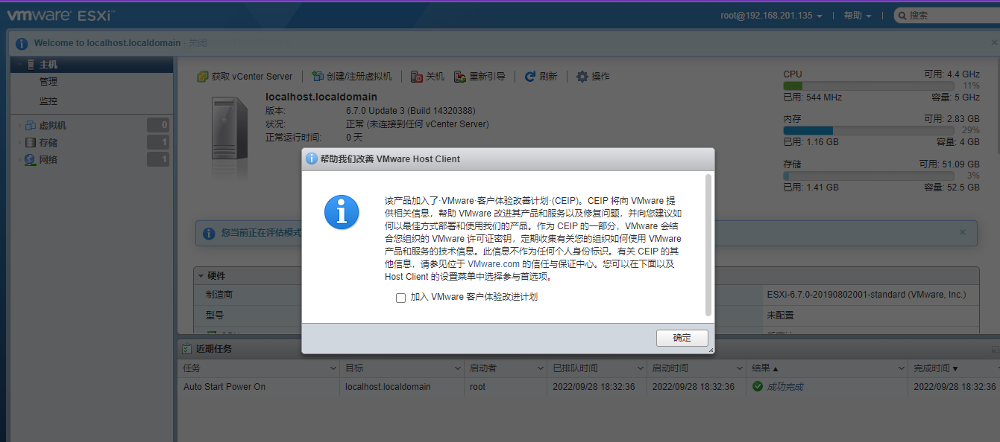 vmware ESXi™
root@192.168.201.135
帮助
搜索
Welcome to localhost.localdomain - 关闭
主机
管理
监控
虚拟机 0
存储 1
网络 1
获取 vCenter Server
创建/注册虚拟机
关机
重新引导
刷新
操作
localhost.localdomain
版本: 6.7.0 Update 3 (Build 14320388)
状况: 正常 (未连接到任何 vCenter Server)
正常运行时间: 0 天
CPU 可用: 4.4 GHz
11%
已用: 544 MHz 容量: 5 GHz
内存 可用: 2.83 GB
29%
已用: 1.16 GB 容量: 4 GB
存储 可用: 51.09 GB
3%
已用: 1.41 GB 容量: 52.5 GB
您当前正在评估模式
帮助我们改善 VMware Host Client
该产品加入了·VMware·客户体验改善计划·(CEIP)。CEIP 将向 VMware 提
供相关信息，帮助 VMware 改进其产品和服务以及修复问题，并向您建议如
何以最佳方式部署和使用我们的产品。作为 CEIP 的一部分，VMware 会结
合您组织的 VMware 许可证密钥，定期收集有关您的组织如何使用 VMware
产品和服务的技术信息。此信息不作为任何个人身份标识。有关 CEIP 的其
他信息，请参见位于 VMware.com 的信任与保证中心。您可以在下面以及
Host Client 的设置菜单中选择参与首选项。
加入 VMware 客户体验改进计划
确定
硬件
制造商
型号
ESXi-6.7.0-20190802001-standard (VMware, Inc.)
未配置
近期任务
任务 目标 启动者 已排队时间 启动时间 结果▲ 完成时间▼
Auto Start Power On localhost.localdomain root 2022/09/28 18:32:36 2022/09/28 18:32:36 成功完成 2022/09/28 18:32:36